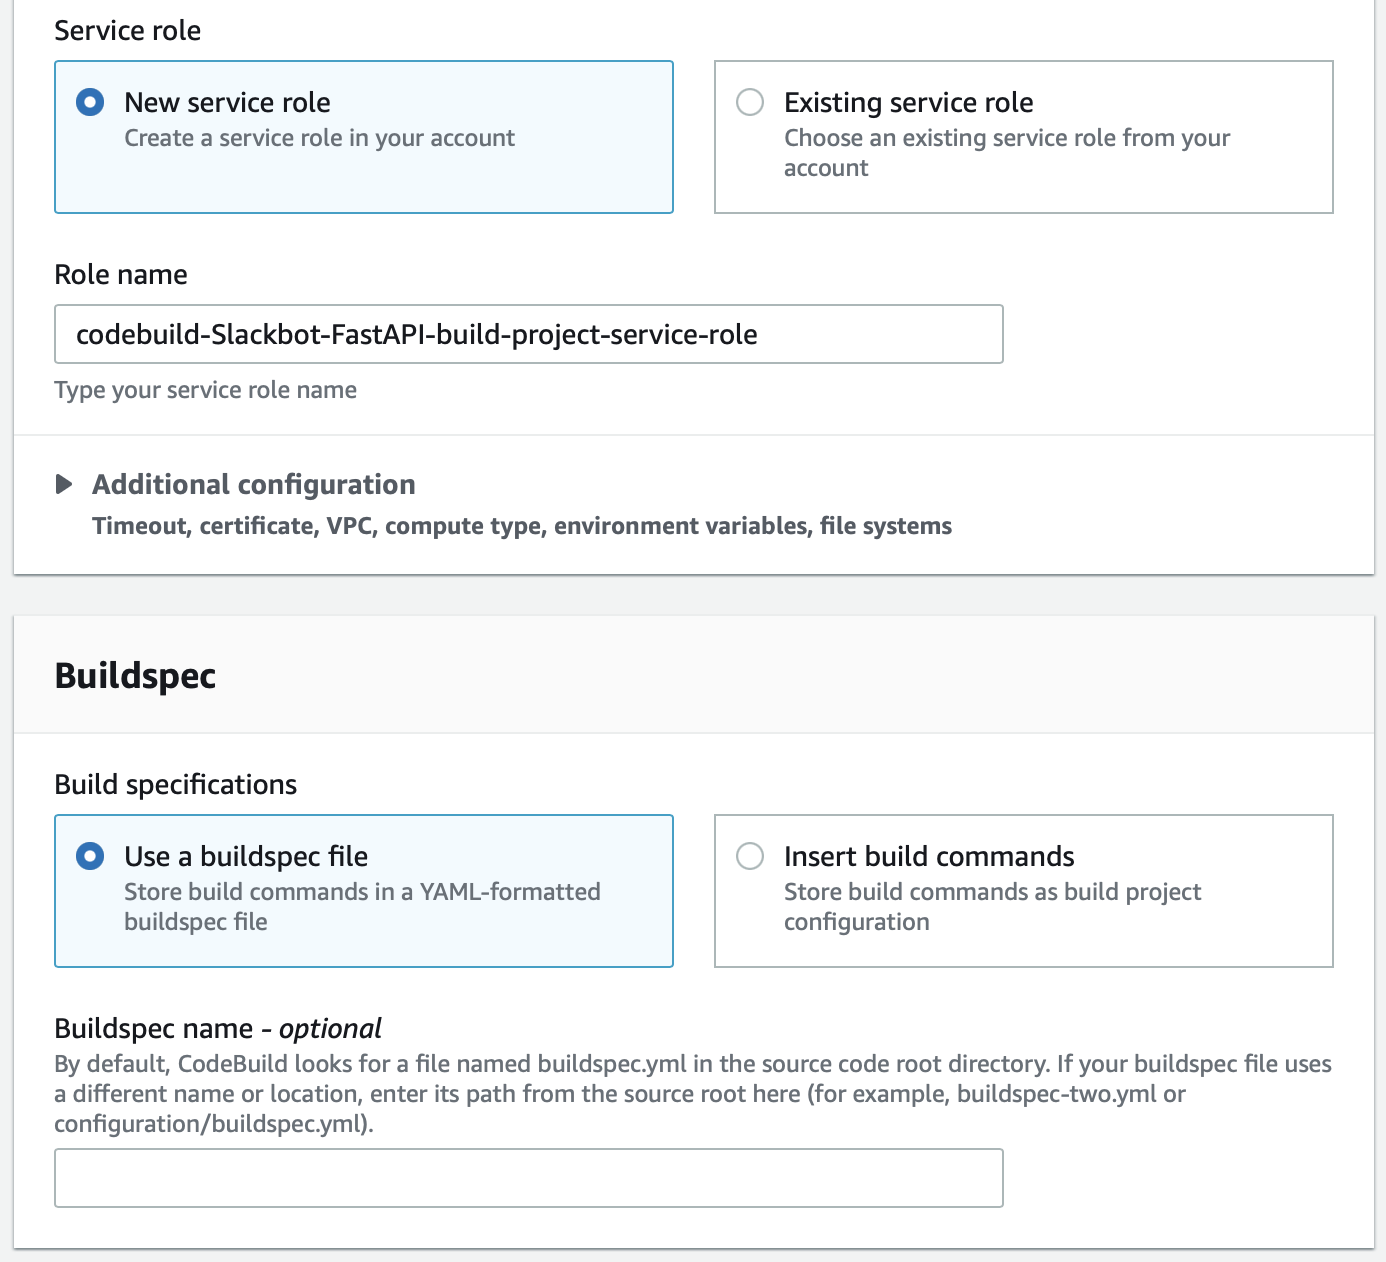 Service role
New service role
Create a service role in your account
Existing service role
Choose an existing service role from your
account
Role name
codebuild-Slackbot-FastAPI-build-project-service-role
Type your service role name
Additional configuration
Timeout, certificate, VPC, compute type, environment variables, file systems
Buildspec
Build specifications
Use a buildspec file
Store build commands in a YAML-formatted
buildspec file
Insert build commands
Store build commands as build project
configuration
Buildspec name - optional
By default, CodeBuild looks for a file named buildspec.yml in the source code root directory. If your buildspec file uses
a different name or location, enter its path from the source root here (for example, buildspec-two.yml or
configuration/buildspec.yml).